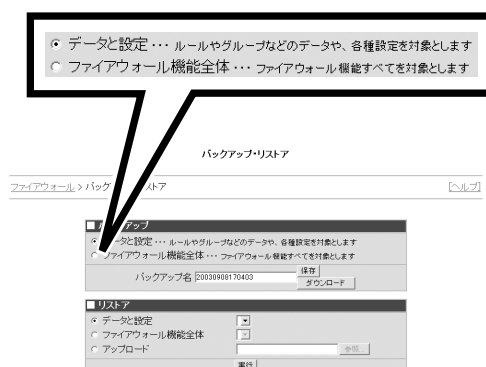 データと設定・・・ ルールやグループなどのデータや、各種設定を対象とします
ファイアウォール機能全体・・・ ファイアウォール機能すべてを対象とします
バックアップ・リストア
ファイアウォール > バック ストア [ヘルプ]
アップ
データと設定・・・ ルールやグループなどのデータや、各種設定を対象とします
ファイアウォール機能全体・・・ ファイアウォール機能すべてを対象とします
バックアップ名 20030908170403 保存
ダウンロード
リストア
データと設定
ファイアウォール機能全体
アップロード 参照...
実行